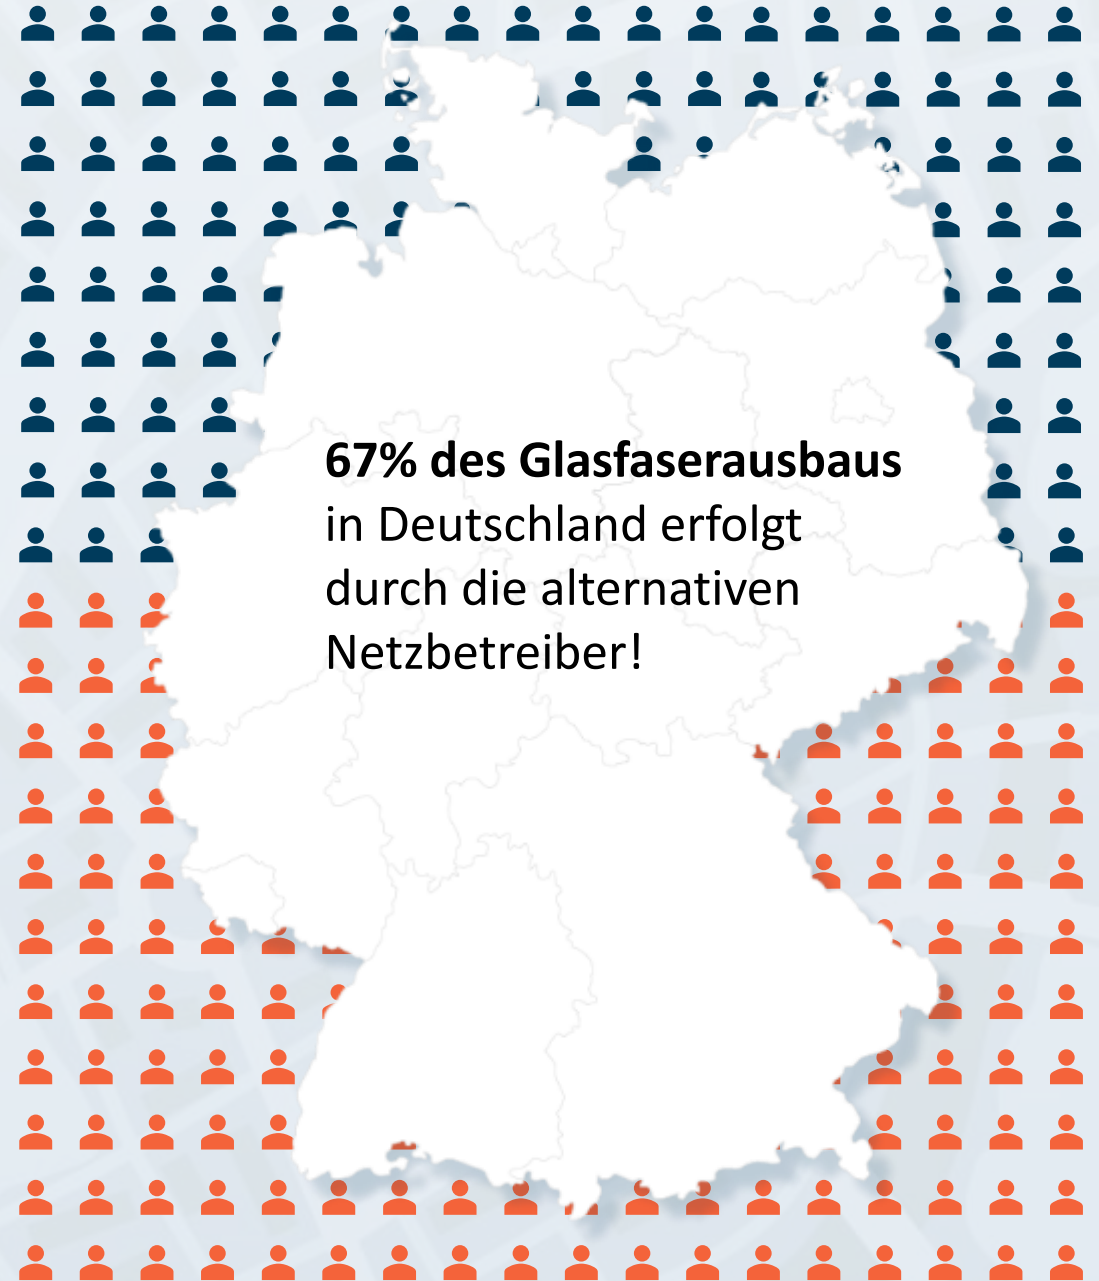 67% des Glasfaserausbaus
in Deutschland erfolgt
durch die alternativen
Netzbetreiber!